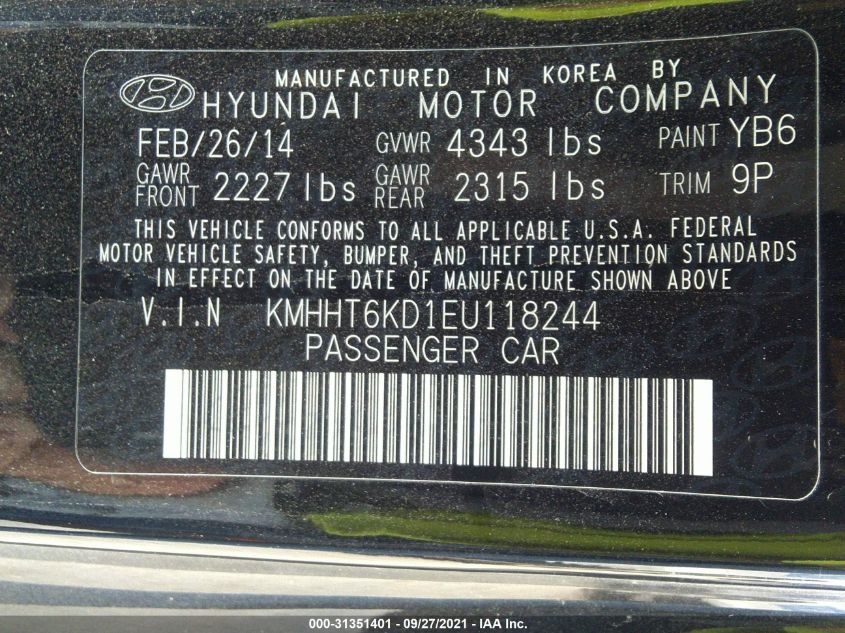 MANUFACTURED IN KOREA BY
HYUNDAI MOTOR COMPANY
FEB/26/14 GVWR 4343 lbs PAINT YB6
GAWR FRONT 2227 lbs GAWR REAR 2315 lbs TRIM 9P
THIS VEHICLE CONFORMS TO ALL APPLICABLE U.S.A. FEDERAL
MOTOR VEHICLE SAFETY, BUMPER, AND THEFT PREVENTION STANDARDS
IN EFFECT ON THE DATE OF MANUFACTURE SHOWN ABOVE
V.I.N KMHHT6KD1EU118244
PASSENGER CAR
000-31351401 - 09/27/2021 - IAA Inc.